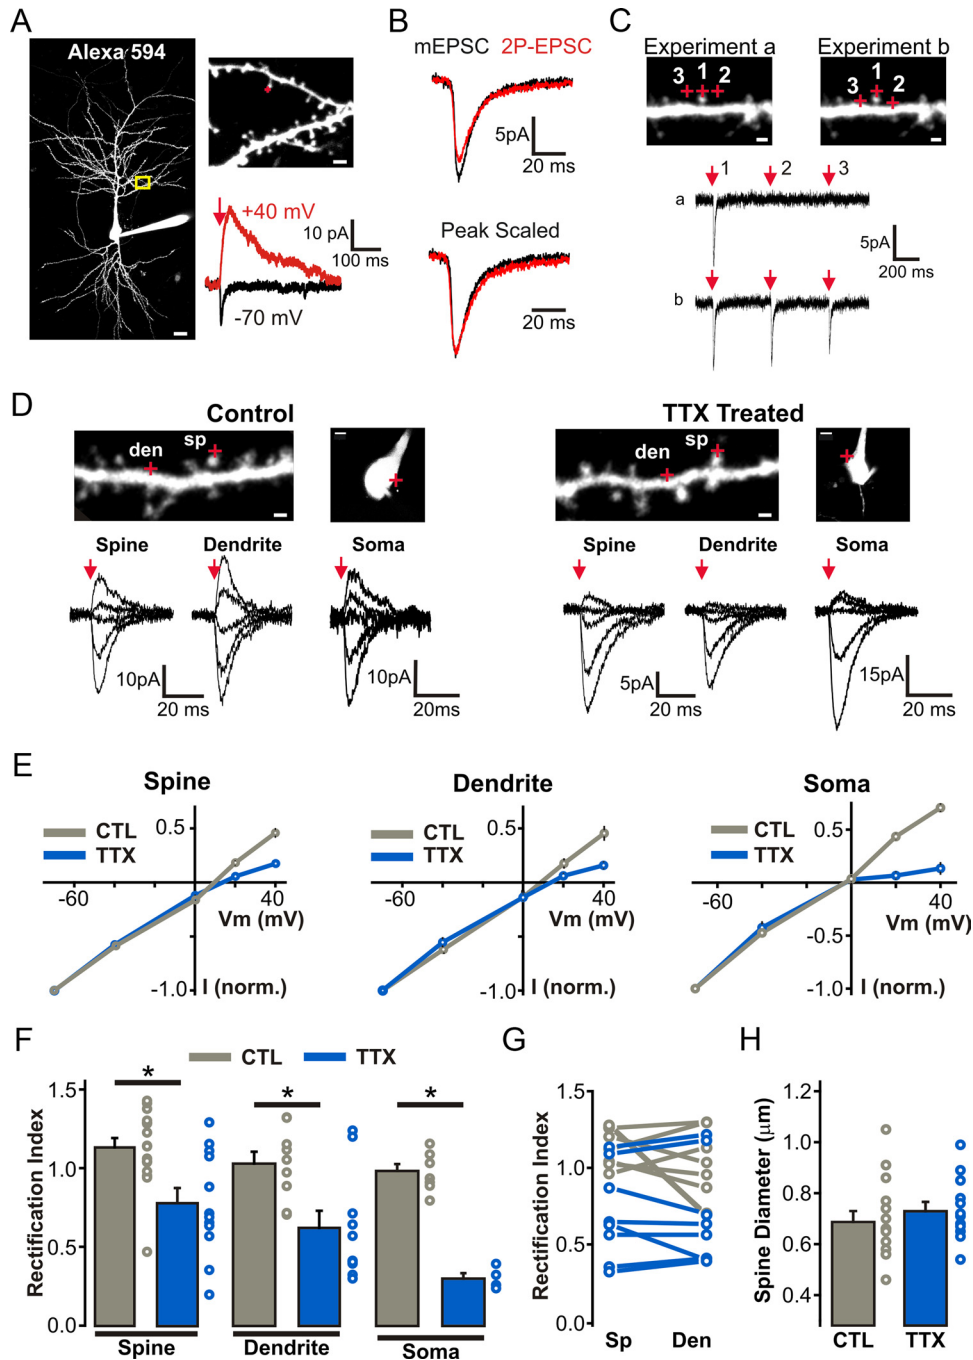 A
Alexa 594
+40 mV
10 pA
100 ms
-70 mV
B
mEPSC 2P-EPSC
5pA
20 ms
Peak Scaled
20 ms
C
Experiment a
Experiment b
3 1 2
3 1 2
1 2 3
a
5pA
200 ms
b
D
Control
den sp
Spine Dendrite Soma
10pA
20 ms
10pA
20ms
TTX Treated
den sp
Spine Dendrite Soma
5pA
20 ms
15pA
20 ms
E
Spine
CTL
TTX
0.5
-60 40
Vm (mV)
-1.0 I (norm.)
Dendrite
CTL
TTX
0.5
-60 40
Vm (mV)
-1.0 I (norm.)
Soma
CTL
TTX
0.5
-60 40
Vm (mV)
-0.5
-1.0 I (norm.)
F
CTL TTX
Rectification Index
1.5
1.0
0.5
0.0
* * *
Spine Dendrite Soma
G
Rectification Index
1.5
1.0
0.5
0.0
Sp Den
H
Spine Diameter (μm)
1.2
1.0
0.8
0.6
0.4
CTL TTX